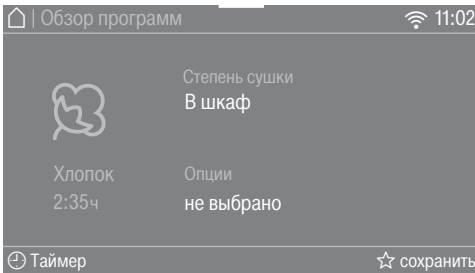 | Обзор программ 11:02
Степень сушки
В шкаф
Хлопок Опции
2:35ч не выбрано
Таймер сохранить